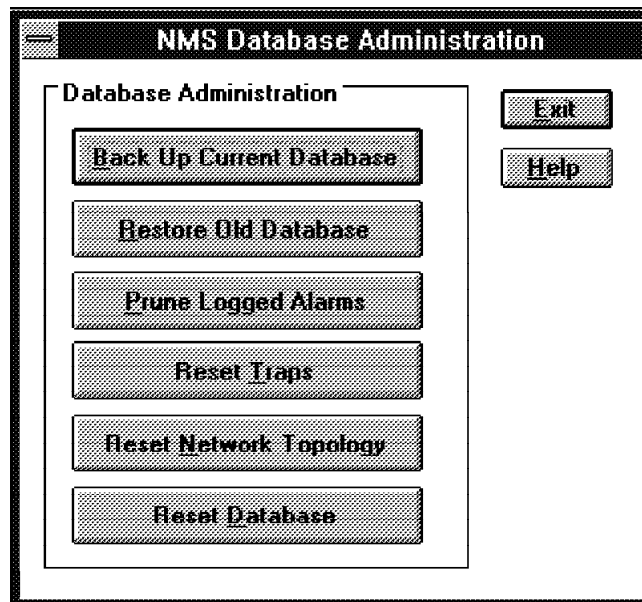 NMS Database Administration
Database Administration
Back Up Current Database
Restore Old Database
Prune Logged Alarms
Reset Traps
Reset Network Topology
Reset Database
Exit
Help